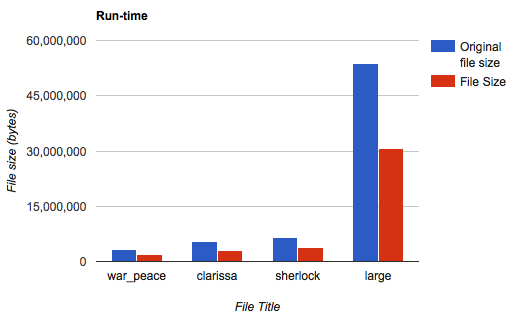 Run-time
60,000,000
45,000,000
30,000,000
15,000,000
0
File size (bytes)
war_peace
clarissa
sherlock
large
File Title
Original
file size
File Size